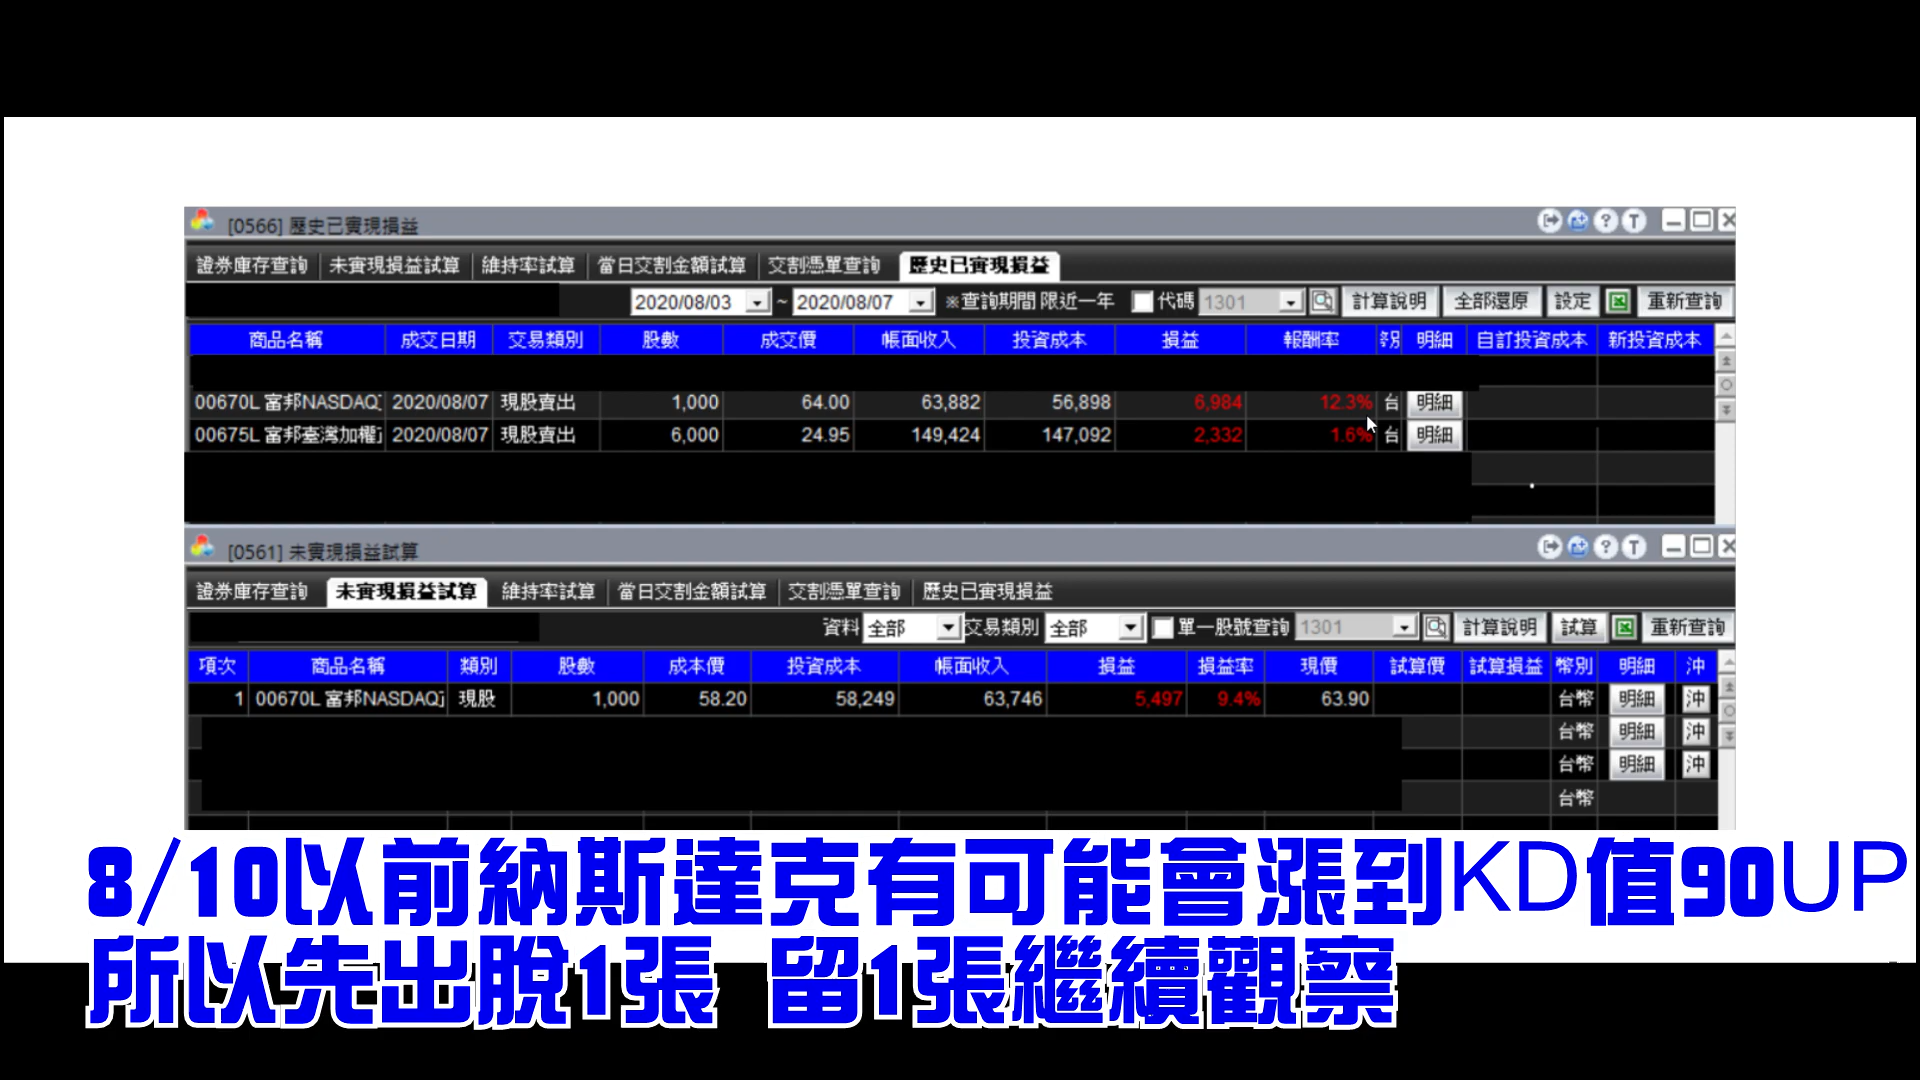 [0566] 歷史已實現損益
證券庫存查詢 未實現損益試算 維持率試算 當日交割金額試算 交割憑單查詢 歷史已實現損益
2020/08/03 ~ 2020/08/07 ※查詢期間限近一年 代碼 1301 計算說明 全部還原 設定 重新查詢
商品名稱 成交日期 交易類別 股數 成交價 帳面收入 投資成本 損益 報酬率 明細 自訂投資成本 新投資成本
00670L 富邦NASDAQ 2020/08/07 現股賣出 1,000 64.00 63,882 56,898 6,984 12.3% 台 明細
00675L 富邦臺灣加權 2020/08/07 現股賣出 6,000 24.95 149,424 147,092 2,332 1.6% 台 明細
[0561] 未實現損益試算
證券庫存查詢 未實現損益試算 維持率試算 當日交割金額試算 交割憑單查詢 歷史已實現損益
資料 全部 交易類別 全部 單一股號查詢 1301 計算說明 試算 重新查詢
項次 商品名稱 類別 股數 成本價 投資成本 帳面收入 損益 損益率 現價 試算價 試算損益 幣別 明細 沖
1 00670L 富邦NASDAQ 現股 1,000 58.20 58,249 63,746 5,497 9.4% 63.90 台幣 明細 沖
台幣 明細 沖
台幣 明細 沖
台幣
8/10以前納斯達克有可能會漲到KD值90UP
所以先出脫1張 留1張繼續觀察